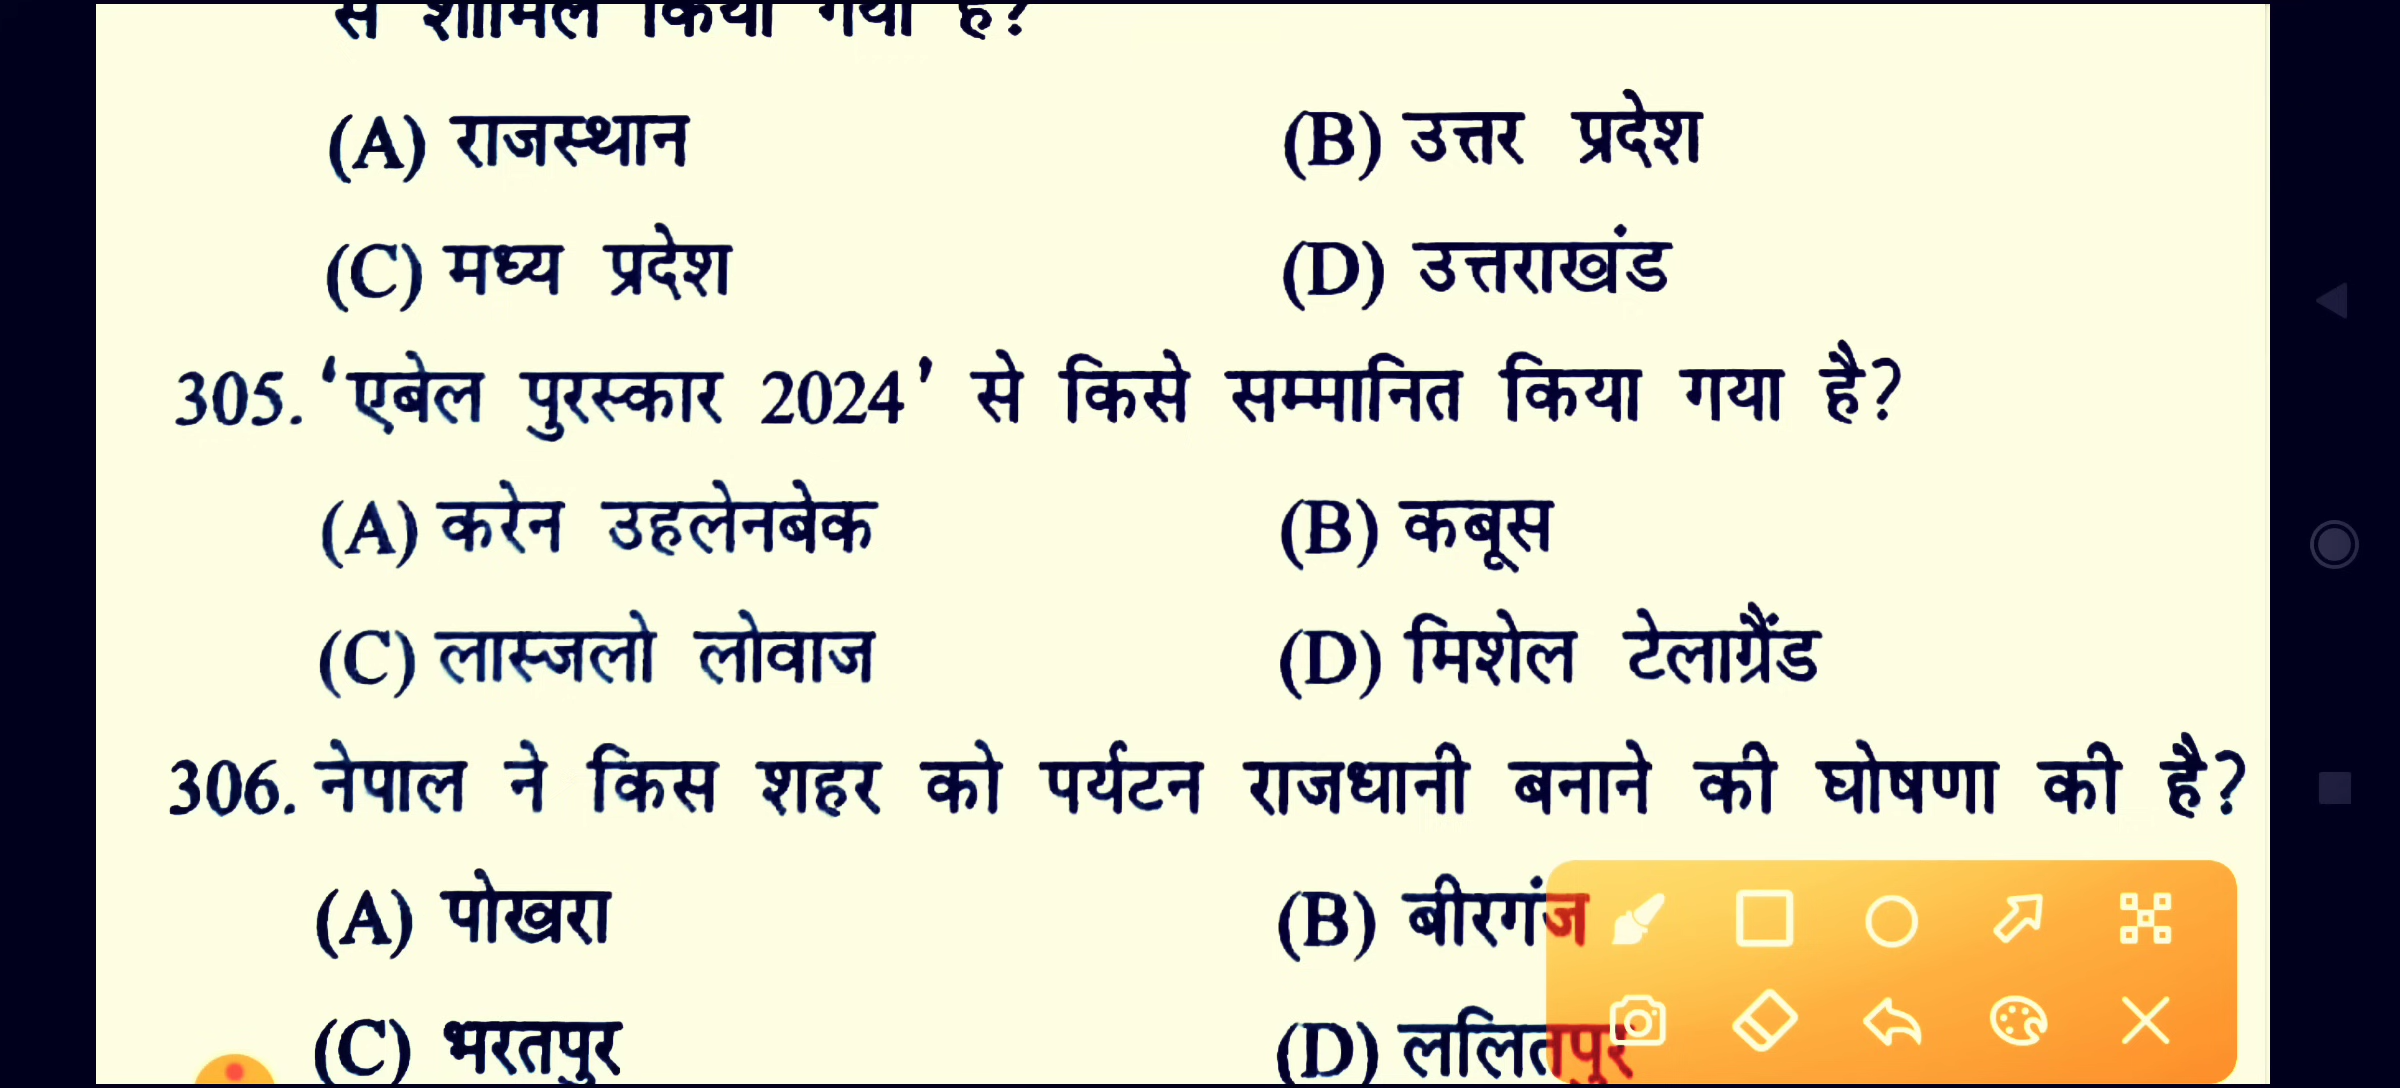 से शामिल किया गया है?
(A) राजस्थान (B) उत्तर प्रदेश
(C) मध्य प्रदेश (D) उत्तराखंड
305. ‘एबेल पुरस्कार 2024’ से किसे सम्मानित किया गया है?
(A) करेन उहलेनबेक (B) कबूस
(C) लास्जलो लोवाज (D) मिशेल टेलाग्रैंड
306. नेपाल ने किस शहर को पर्यटन राजधानी बनाने की घोषणा की है?
(A) पोखरा (B) बीरगंज
(C) भरतपुर (D) ललितपुर